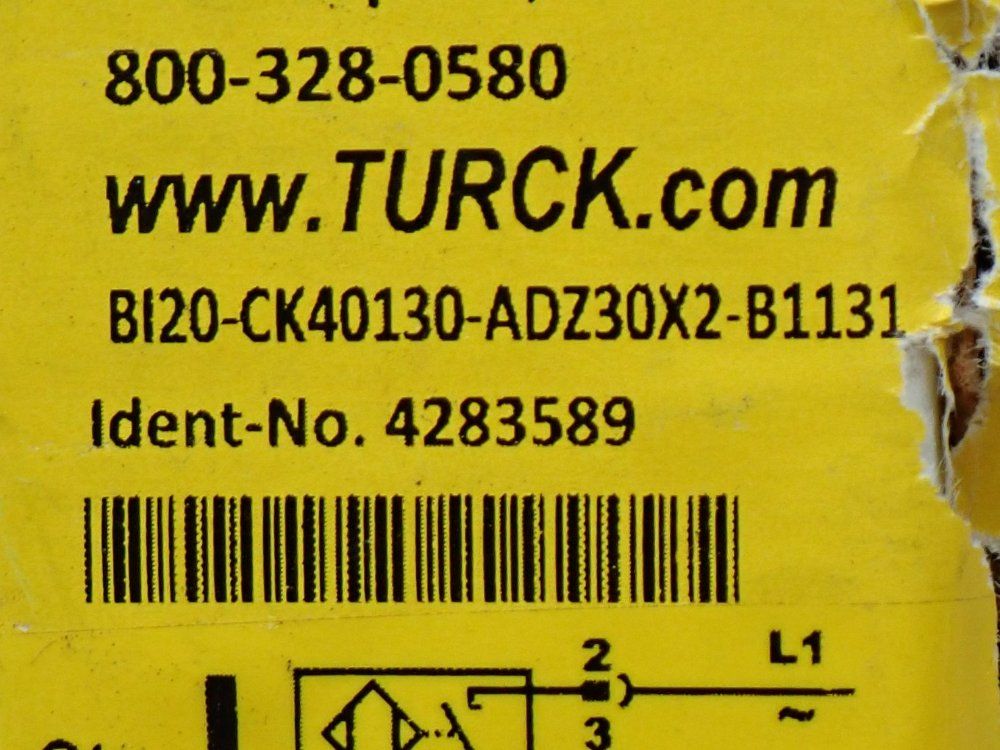 800-328-0580
www.TURCK.com
BI20-CK40130-ADZ30X2-B1131
Ident-No. 4283589
2
L1
~
3